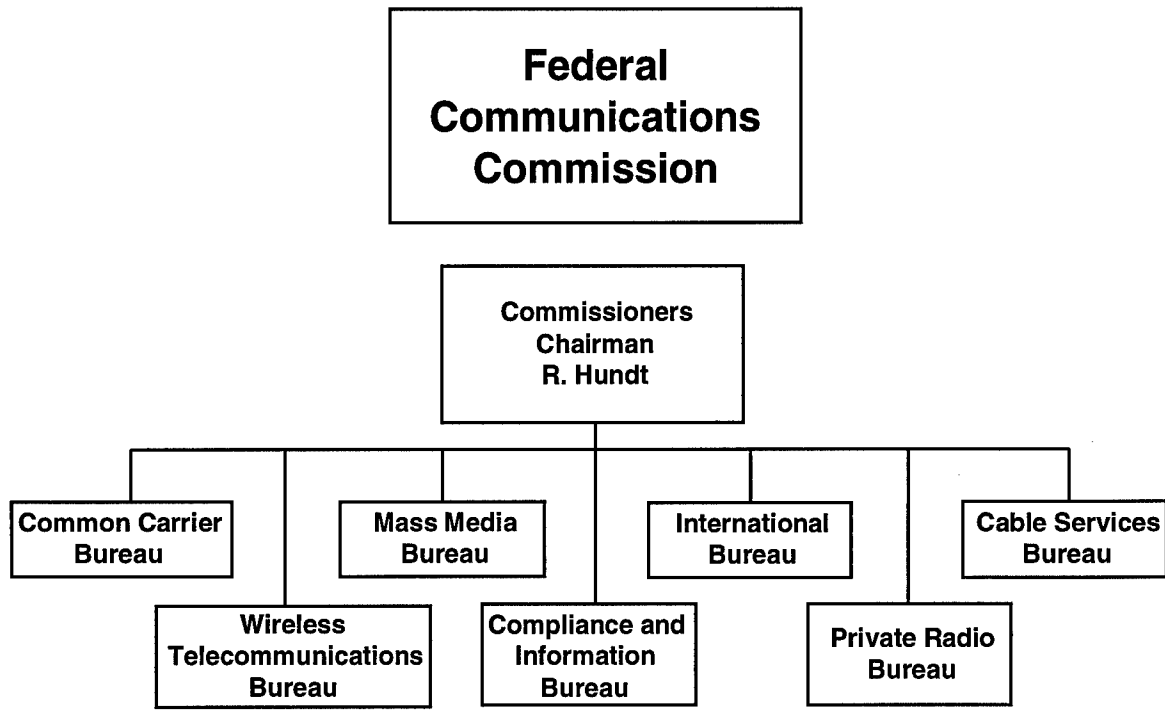 Federal
Communications
Commission
Commissioners
Chairman
R. Hundt
Common Carrier
Bureau
Mass Media
Bureau
International
Bureau
Cable Services
Bureau
Wireless
Telecommunications
Bureau
Compliance and
Information
Bureau
Private Radio
Bureau